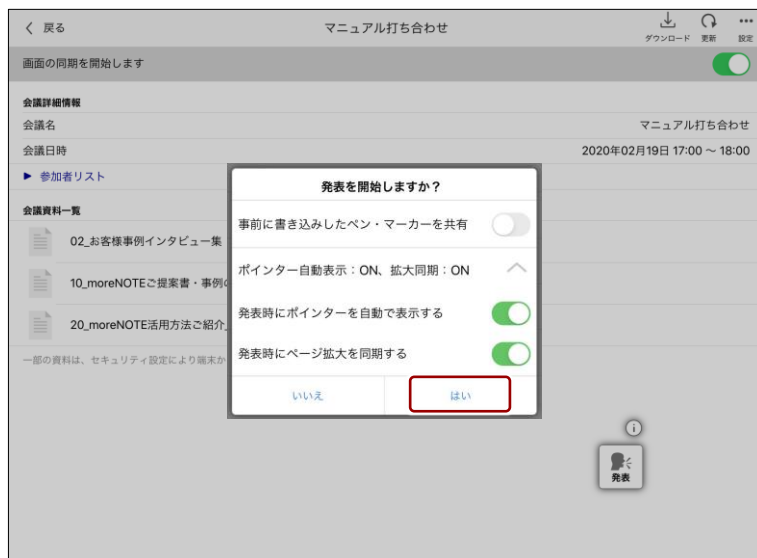 戻る
マニュアル打ち合わせ
ダウンロード
更新
設定
画面の同期を開始します
会議詳細情報
会議名
マニュアル打ち合わせ
会議日時
2020年02月19日 17:00 ~ 18:00
▶ 参加者リスト
会議資料一覧
02_お客様事例インタビュー集
10_moreNOTEご提案書・事例の
20_moreNOTE活用方法ご紹介_
一部の資料は、セキュリティ設定により端末か
発表を開始しますか？
事前に書き込みしたペン・マーカーを共有
ポインター自動表示：ON、拡大同期：ON
発表時にポインターを自動で表示する
発表時にページ拡大を同期する
いいえ
はい
発表